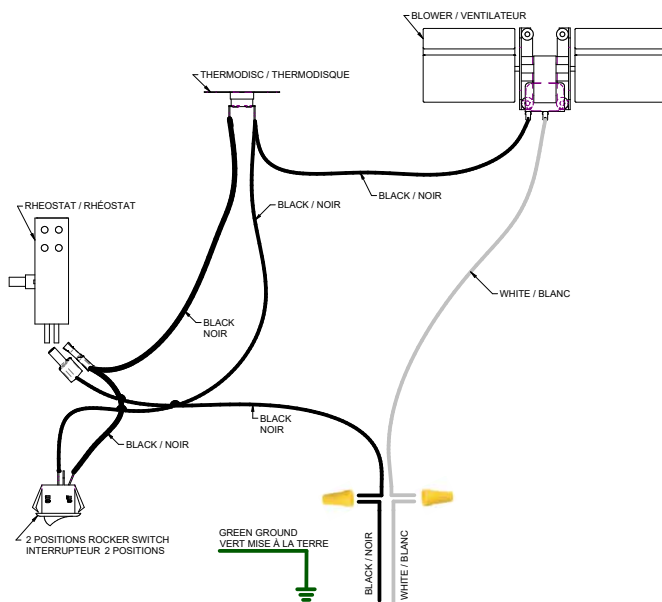 BLOWER / VENTILATEUR
THERMODISC / THERMODISQUE
BLACK / NOIR
RHEOSTAT / RHÉOSTAT
BLACK / NOIR
WHITE / BLANC
BLACK
NOIR
BLACK
NOIR
BLACK / NOIR
2 POSITIONS ROCKER SWITCH
INTERRUPTEUR 2 POSITIONS
GREEN GROUND
VERT MISE À LA TERRE
BLACK / NOIR
WHITE / BLANC